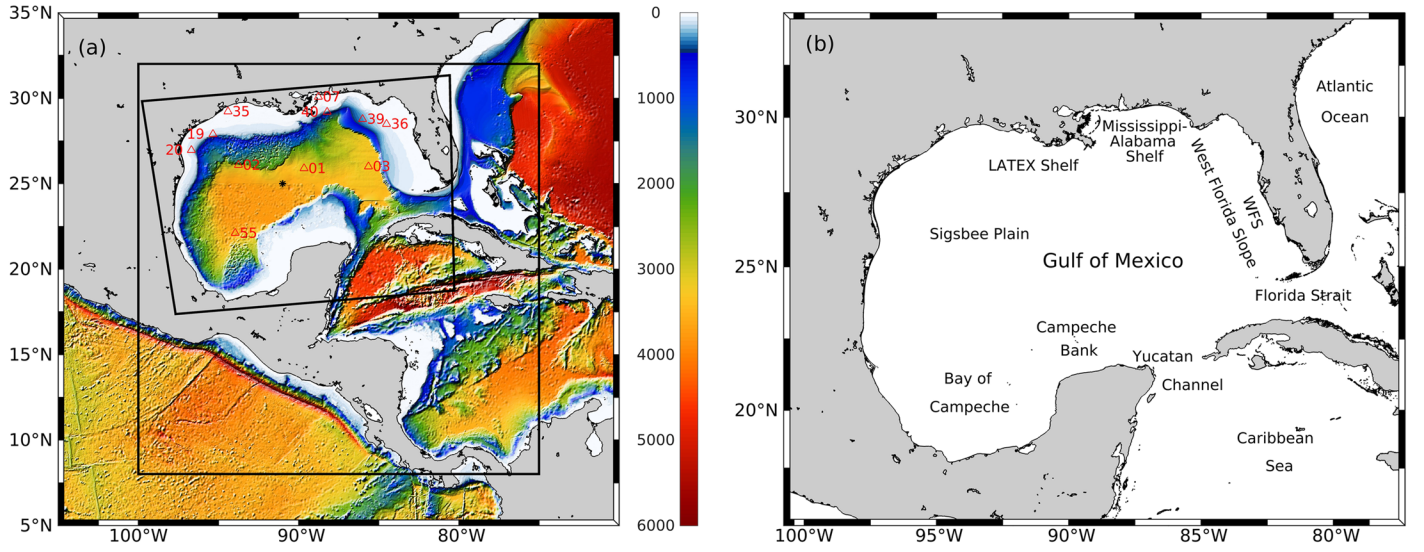 (a)
35°N
30°N
25°N
20°N
15°N
10°N
5°N
100°W
90°W
80°W
07
35
40
39
36
19
20
02
01
03
55
0
1000
2000
3000
4000
5000
6000
(b)
30°N
25°N
20°N
100°W
95°W
90°W
85°W
80°W
Atlantic
Ocean
Mississippi-
Alabama
Shelf
LATEX Shelf
West Florida Slope
WFS
Sigsbee Plain
Gulf of Mexico
Florida Strait
Campeche
Bank
Yucatan
Channel
Bay of
Campeche
Caribbean
Sea